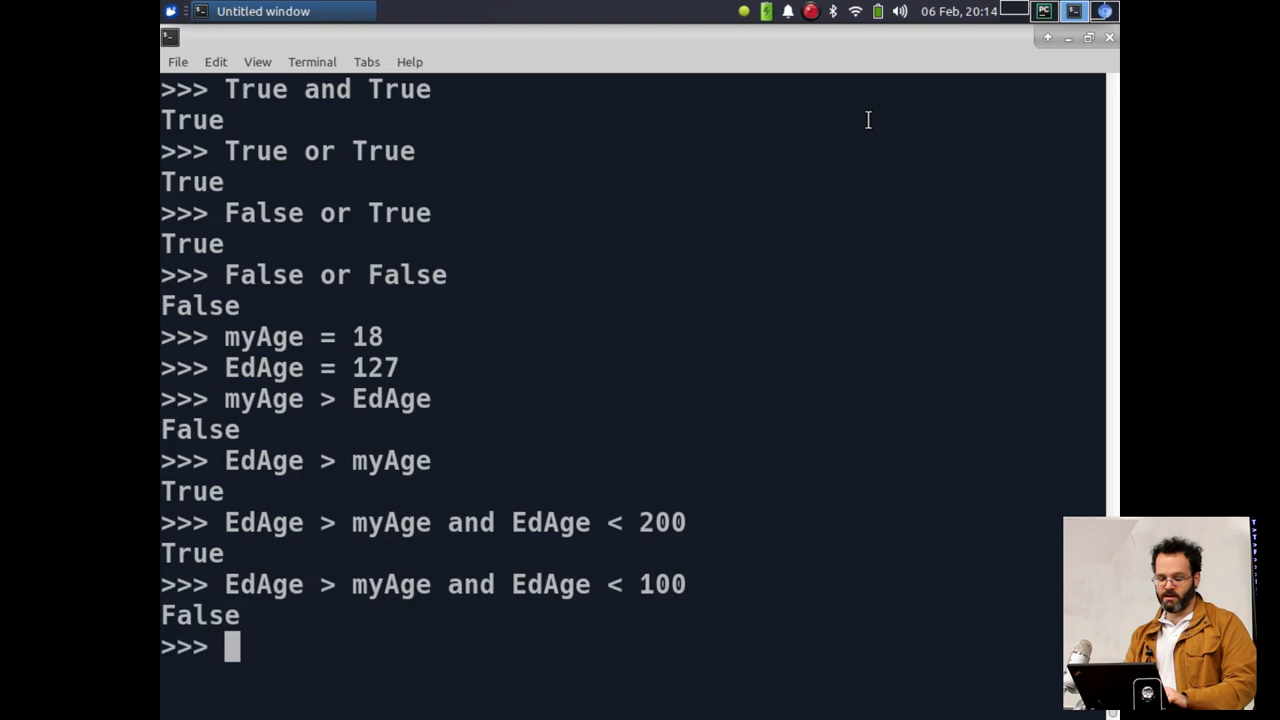 Untitled window
06 Feb, 20:14
File Edit View Terminal Tabs Help
>>> True and True
True
>>> True or True
True
>>> False or True
True
>>> False or False
False
>>> myAge = 18
>>> EdAge = 127
>>> myAge > EdAge
False
>>> EdAge > myAge
True
>>> EdAge > myAge and EdAge < 200
True
>>> EdAge > myAge and EdAge < 100
False
>>>